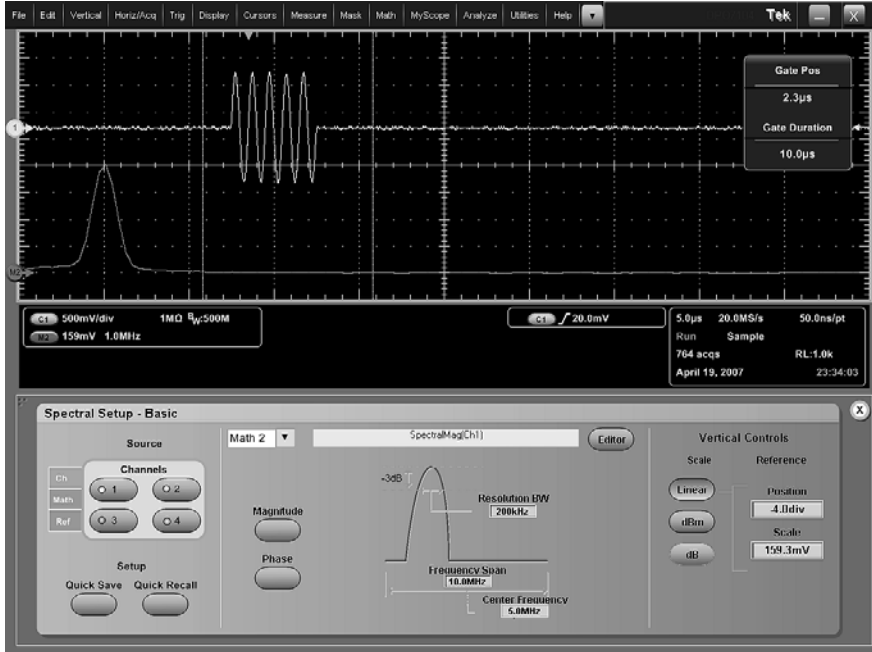 File Edit Vertical Horiz/Acq Trig Display Cursors Measure Mask Math MyScope Analyze Utilities Help Tek X
Gate Pos
2.3µs
Gate Duration
10.0µs
1
M2
C1 500mV/div 1MΩ BW:500M
M2 159mV 1.0MHz
C1 20.0mV
5.0µs 20.0MS/s 50.0ns/pt
Run Sample
764 acqs RL:1.0k
April 19, 2007 23:34:03
Spectral Setup - Basic X
Source
Ch
Math
Ref
Channels
1 2
3 4
Setup
Quick Save Quick Recall
Math 2 SpectralMag(Ch1) Editor
Magnitude
Phase
-3dB
Resolution BW
200kHz
Frequency Span
10.0MHz
Center Frequency
5.0MHz
Vertical Controls
Scale
Linear
dBm
dB
Reference
Position
-4.0div
Scale
159.3mV